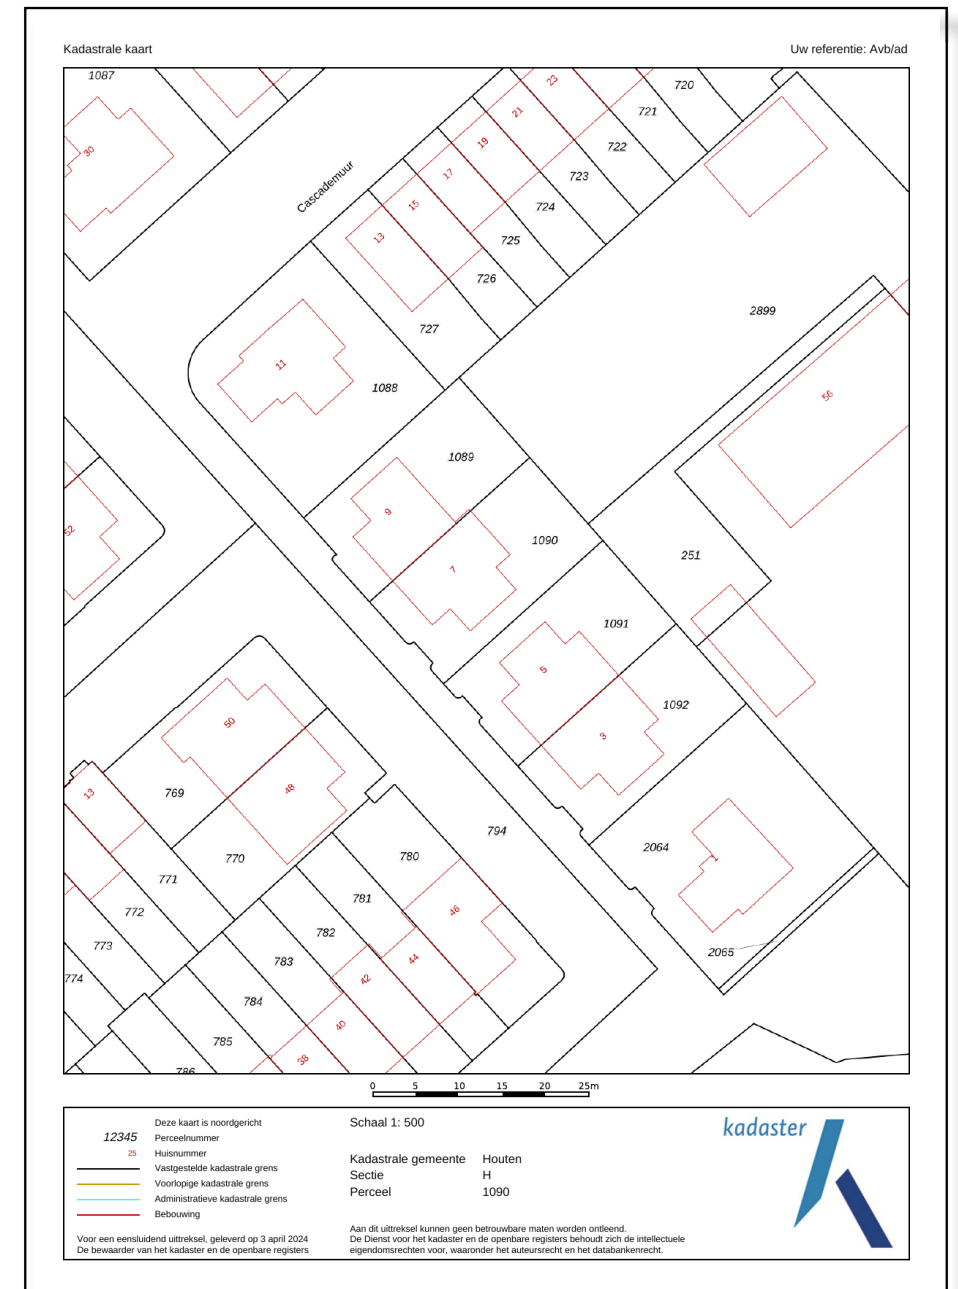 Kadastrale kaart
Uw referentie: Avb/ad
1087
30
Cascademuur
23
21
19
17
15
13
720
721
722
723
724
725
726
727
2899
11
1088
56
1089
9
52
1090
7
251
1091
5
1092
3
50
769
13
48
794
2064
1
770
780
771
781
46
772
782
2065
773
783
44
774
42
784
40
785
38
786
0 5 10 15 20 25m
Deze kaart is noordgericht
12345 Perceelnummer
25 Huisnummer
Vastgestelde kadastrale grens
Voorlopige kadastrale grens
Administratieve kadastrale grens
Bebouwing
Voor een eensluidend uittreksel, geleverd op 3 april 2024
De bewaarder van het kadaster en de openbare registers
Schaal 1: 500
Kadastrale gemeente Houten
Sectie H
Perceel 1090
Aan dit uittreksel kunnen geen betrouwbare maten worden ontleend.
De Dienst voor het kadaster en de openbare registers behoudt zich de intellectuele
eigendomsrechten voor, waaronder het auteursrecht en het databankenrecht.
kadaster